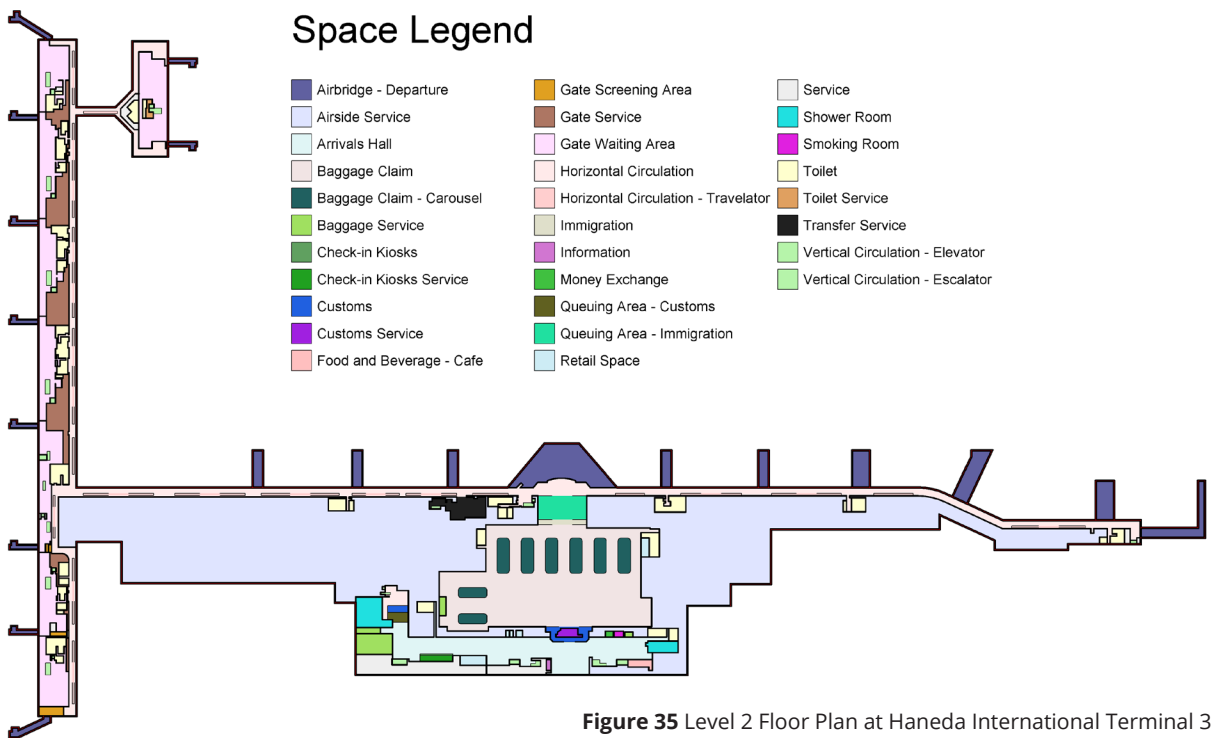 Space Legend
Airbridge - Departure
Airside Service
Arrivals Hall
Baggage Claim
Baggage Claim - Carousel
Baggage Service
Check-in Kiosks
Check-in Kiosks Service
Customs
Customs Service
Food and Beverage - Cafe
Gate Screening Area
Gate Service
Gate Waiting Area
Horizontal Circulation
Horizontal Circulation - Travelator
Immigration
Information
Money Exchange
Queuing Area - Customs
Queuing Area - Immigration
Retail Space
Service
Shower Room
Smoking Room
Toilet
Toilet Service
Transfer Service
Vertical Circulation - Elevator
Vertical Circulation - Escalator
Figure 35 Level 2 Floor Plan at Haneda International Terminal 3